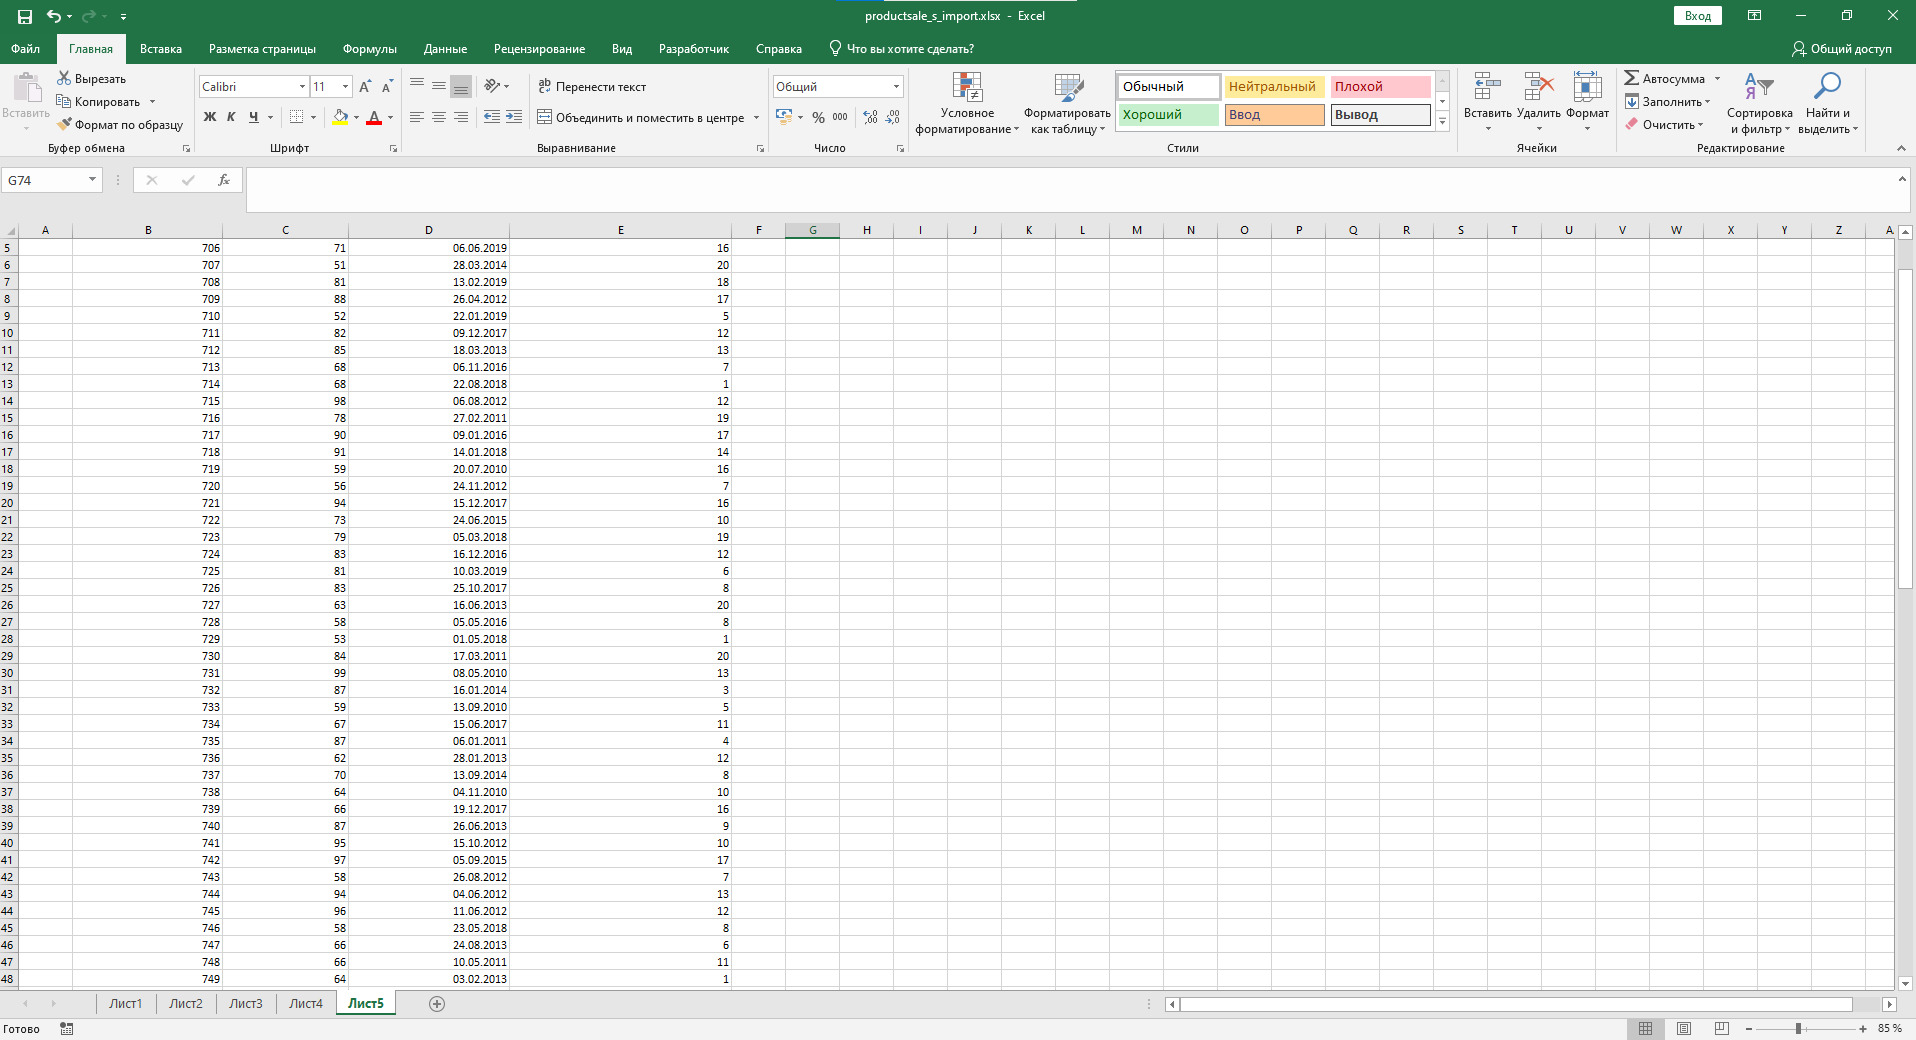 productsale_s_import.xlsx - Excel
Вход
Файл Главная Вставка Разметка страницы Формулы Данные Рецензирование Вид Разработчик Справка Что вы хотите сделать? Общий доступ
Вставить
Вырезать
Копировать
Формат по образцу
Буфер обмена
Calibri 11
Ж К Ч
Шрифт
Перенести текст
Объединить и поместить в центре
Выравнивание
Общий
% 000
Число
Условное форматирование
Форматировать как таблицу
Обычный Нейтральный Плохой
Хороший Ввод Вывод
Стили
Вставить Удалить Формат
Ячейки
Автосумма
Заполнить
Очистить
Сортировка и фильтр
Найти и выделить
Редактирование
G74
fx
A B C D E F G H I J K L M N O P Q R S T U V W X Y Z A
5 706 71 06.06.2019 16
6 707 51 28.03.2014 20
7 708 81 13.02.2019 18
8 709 88 26.04.2012 17
9 710 52 22.01.2019 5
10 711 82 09.12.2017 12
11 712 85 18.03.2013 13
12 713 68 06.11.2016 7
13 714 68 22.08.2018 1
14 715 98 06.08.2012 12
15 716 78 27.02.2011 19
16 717 90 09.01.2016 17
17 718 91 14.01.2018 14
18 719 59 20.07.2010 16
19 720 56 24.11.2012 7
20 721 94 15.12.2017 16
21 722 73 24.06.2015 10
22 723 79 05.03.2018 19
23 724 83 16.12.2016 12
24 725 81 10.03.2019 6
25 726 83 25.10.2017 8
26 727 63 16.06.2013 20
27 728 58 05.05.2016 8
28 729 53 01.05.2018 1
29 730 84 17.03.2011 20
30 731 99 08.05.2010 13
31 732 87 16.01.2014 3
32 733 59 13.09.2010 5
33 734 67 15.06.2017 11
34 735 87 06.01.2011 4
35 736 62 28.01.2013 12
36 737 70 13.09.2014 8
37 738 64 04.11.2010 10
38 739 66 19.12.2017 16
39 740 87 26.06.2013 9
40 741 95 15.10.2012 10
41 742 97 05.09.2015 17
42 743 58 26.08.2012 7
43 744 94 04.06.2012 13
44 745 96 11.06.2012 12
45 746 58 23.05.2018 8
46 747 66 24.08.2013 6
47 748 66 10.05.2011 11
48 749 64 03.02.2013 1
Лист1 Лист2 Лист3 Лист4 Лист5
Готово
85 %